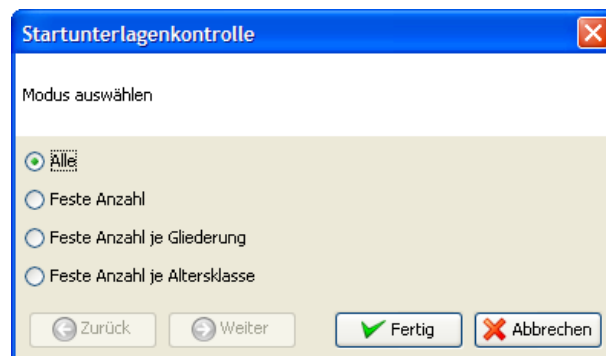 Startunterlagenkontrolle
Modus auswählen
Alle
Feste Anzahl
Feste Anzahl je Gliederung
Feste Anzahl je Altersklasse
Zurück Weiter Fertig Abbrechen